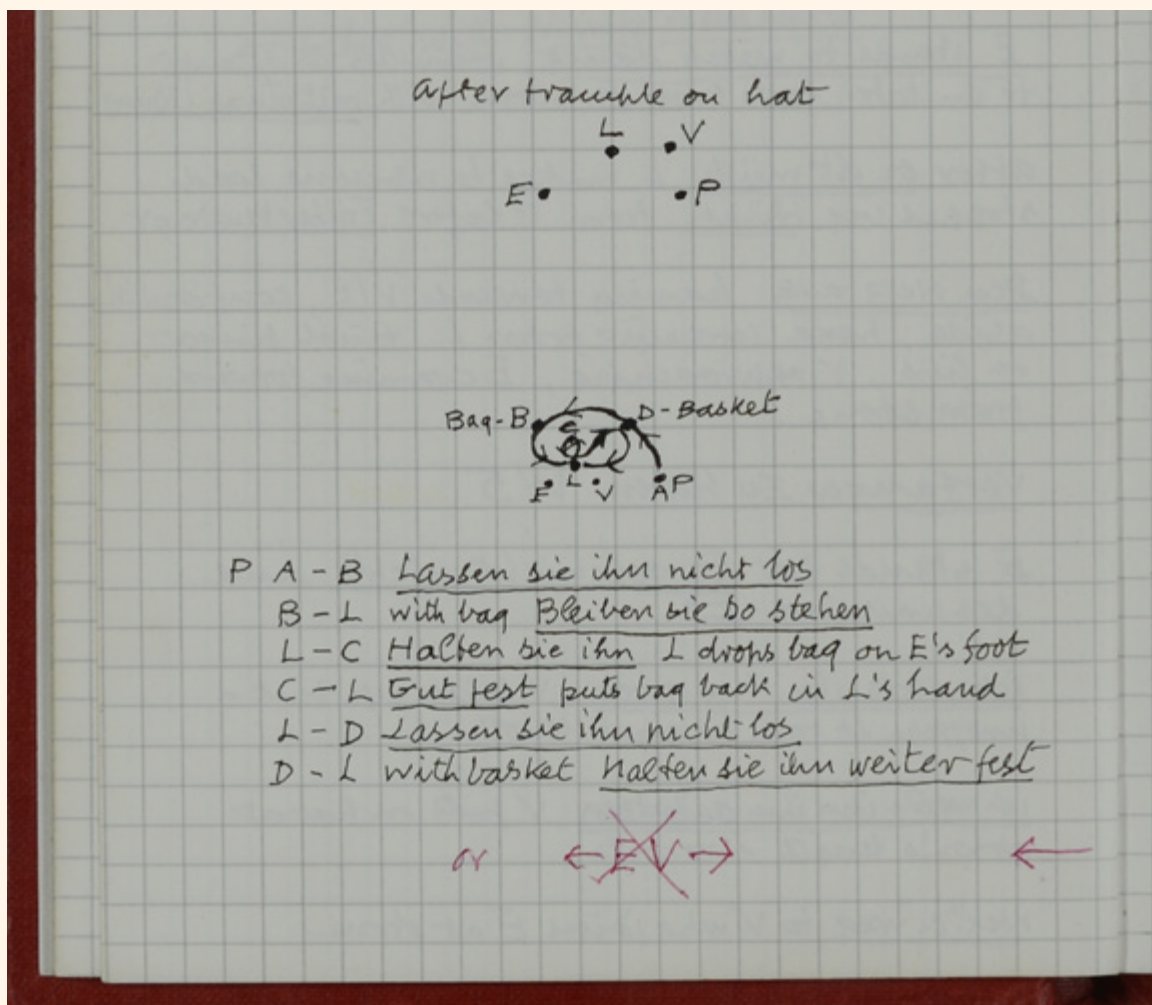 after trample on hat
L V
E P
Bag-B D-Basket
C
E L V A P
P A-B Lassen sie ihn nicht los
B-L with bag Bleiben sie so stehen
L-C Halten sie ihn L drops bag on E's foot
C-L Gut fest puts bag back in L's hand
L-D Lassen sie ihn nicht los
D-L with basket halten sie ihn weiter fest
or ← E V → ←